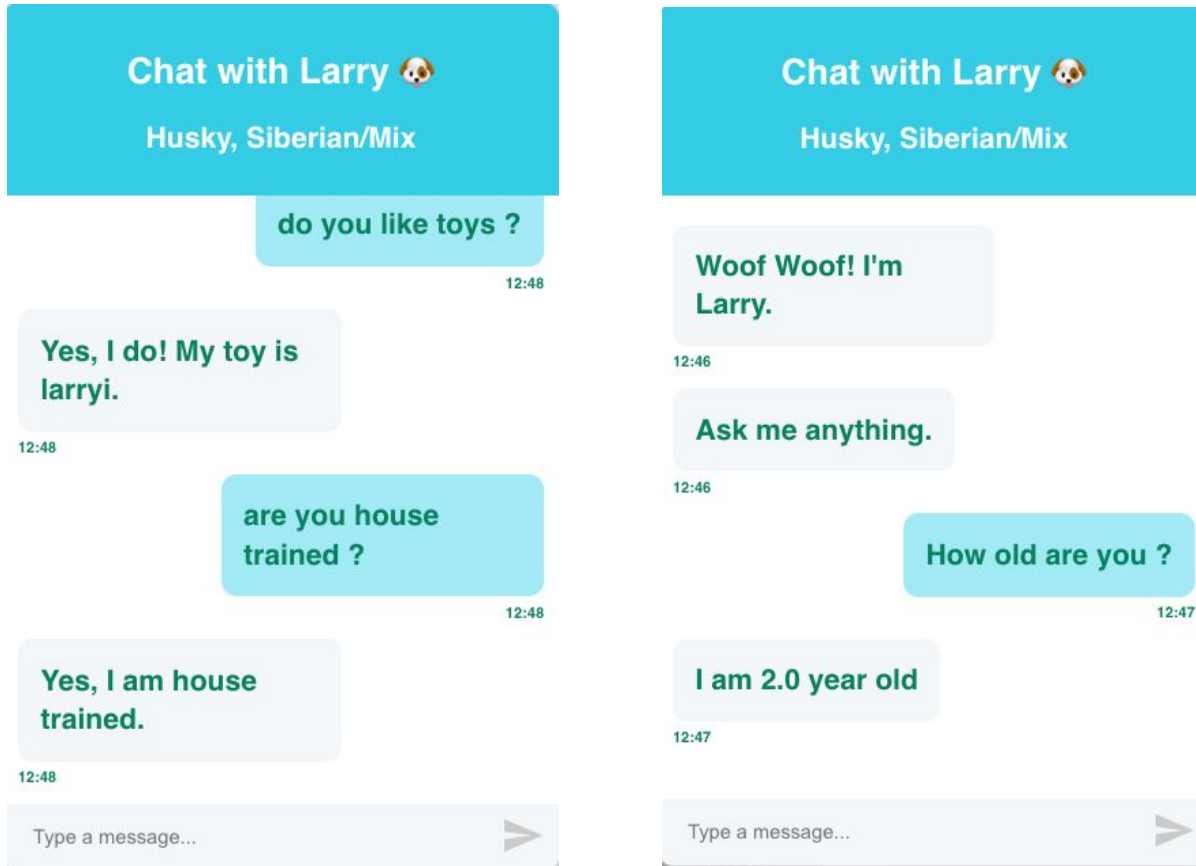 Chat with Larry 🐶
Husky, Siberian/Mix
do you like toys ?
12:48
Yes, I do! My toy is
larryi.
12:48
are you house
trained ?
12:48
Yes, I am house
trained.
12:48
Type a message...
Chat with Larry 🐶
Husky, Siberian/Mix
Woof Woof! I'm
Larry.
12:46
Ask me anything.
12:46
How old are you ?
12:47
I am 2.0 year old
12:47
Type a message...